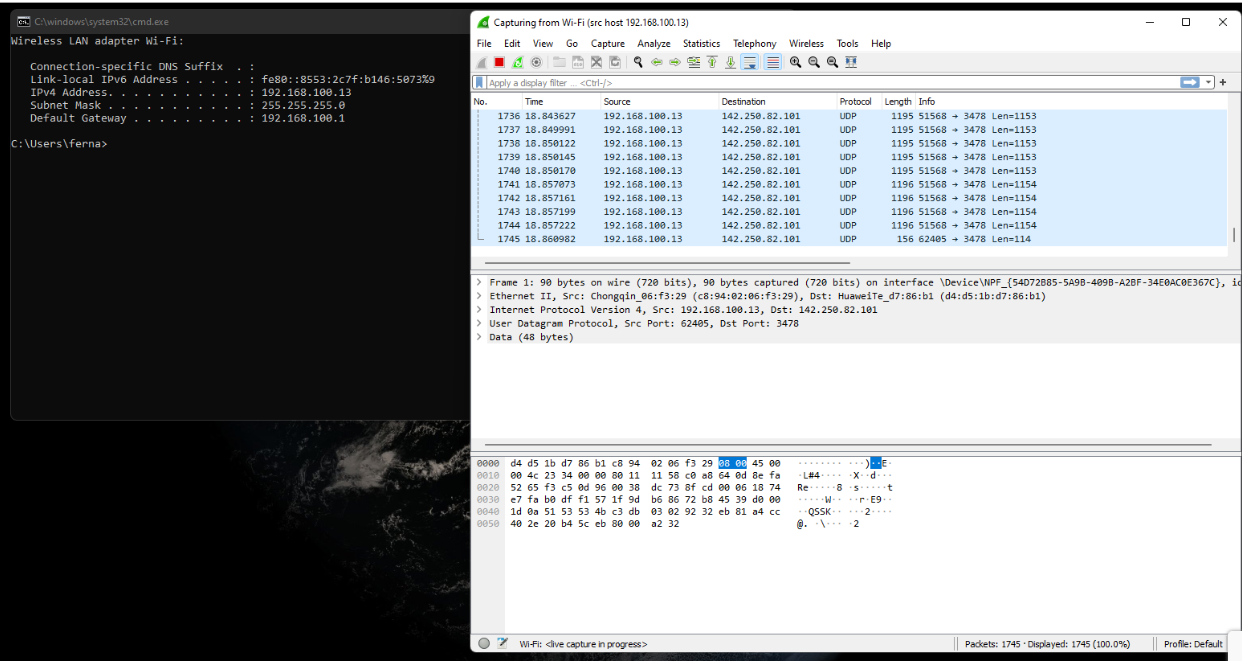 C:\windows\system32\cmd.exe
Wireless LAN adapter Wi-Fi:
Connection-specific DNS Suffix  . :
Link-local IPv6 Address . . . . . : fe80::8553:2c7f:b146:5073%9
IPv4 Address. . . . . . . . . . . : 192.168.100.13
Subnet Mask . . . . . . . . . . . : 255.255.255.0
Default Gateway . . . . . . . . . : 192.168.100.1
C:\Users\ferna>
Capturing from Wi-Fi (src host 192.168.100.13)
File Edit View Go Capture Analyze Statistics Telephony Wireless Tools Help
Apply a display filter ... <Ctrl-/>
No. Time Source Destination Protocol Length Info
1736 18.843627 192.168.100.13 142.250.82.101 UDP 1195 51568 → 3478 Len=1153
1737 18.849991 192.168.100.13 142.250.82.101 UDP 1195 51568 → 3478 Len=1153
1738 18.850122 192.168.100.13 142.250.82.101 UDP 1195 51568 → 3478 Len=1153
1739 18.850145 192.168.100.13 142.250.82.101 UDP 1195 51568 → 3478 Len=1153
1740 18.850170 192.168.100.13 142.250.82.101 UDP 1195 51568 → 3478 Len=1153
1741 18.857073 192.168.100.13 142.250.82.101 UDP 1196 51568 → 3478 Len=1154
1742 18.857161 192.168.100.13 142.250.82.101 UDP 1196 51568 → 3478 Len=1154
1743 18.857199 192.168.100.13 142.250.82.101 UDP 1196 51568 → 3478 Len=1154
1744 18.857222 192.168.100.13 142.250.82.101 UDP 1196 51568 → 3478 Len=1154
1745 18.860982 192.168.100.13 142.250.82.101 UDP 156 62405 → 3478 Len=114
> Frame 1: 90 bytes on wire (720 bits), 90 bytes captured (720 bits) on interface \Device\NPF_{54D72B85-5A9B-409B-A2BF-34E0AC0E367C}, id
> Ethernet II, Src: Chongqin_06:f3:29 (c8:94:02:06:f3:29), Dst: HuaweiTe_d7:86:b1 (d4:d5:1b:d7:86:b1)
> Internet Protocol Version 4, Src: 192.168.100.13, Dst: 142.250.82.101
> User Datagram Protocol, Src Port: 62405, Dst Port: 3478
> Data (48 bytes)
0000 d4 d5 1b d7 86 b1 c8 94 02 06 f3 29 08 00 45 00 ········ ···)··E·
0010 00 4c 23 34 00 00 80 11 11 58 c0 a8 64 0d 8e fa ·L#4···· ·X··d···
0020 52 65 f3 c5 0d 96 00 38 dc 73 8f cd 00 06 18 74 Re·····8 ·s·····t
0030 e7 fa b0 df f1 57 1f 9d b6 86 72 b8 45 39 d0 00 ·····W·· ··r·E9··
0040 1d 0a 51 53 53 4b c3 db 03 02 92 32 eb 81 a4 cc ··QSSK·· ···2····
0050 40 2e 20 b4 5c eb 80 00 a2 32 @. ·\··· ·2
Wi-Fi: <live capture in progress>
Packets: 1745 · Displayed: 1745 (100.0%)
Profile: Default